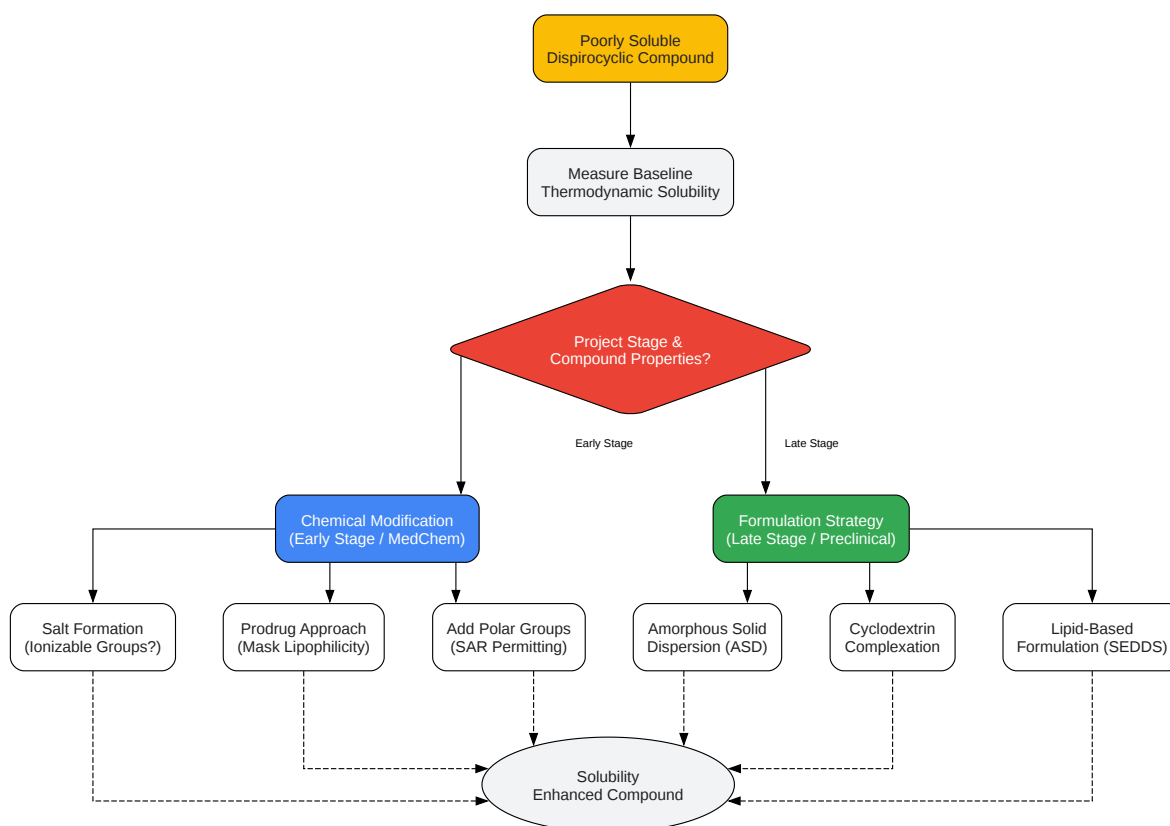 Poorly Soluble
Dispirocyclic Compound
Measure Baseline
Thermodynamic Solubility
Project Stage &
Compound Properties?
Early Stage
Late Stage
Chemical Modification
(Early Stage / MedChem)
Formulation Strategy
(Late Stage / Preclinical)
Salt Formation
(Ionizable Groups?)
Prodrug Approach
(Mask Lipophilicity)
Add Polar Groups
(SAR Permitting)
Amorphous Solid
Dispersion (ASD)
Cyclodextrin
Complexation
Lipid-Based
Formulation (SEDDS)
Solubility
Enhanced Compound